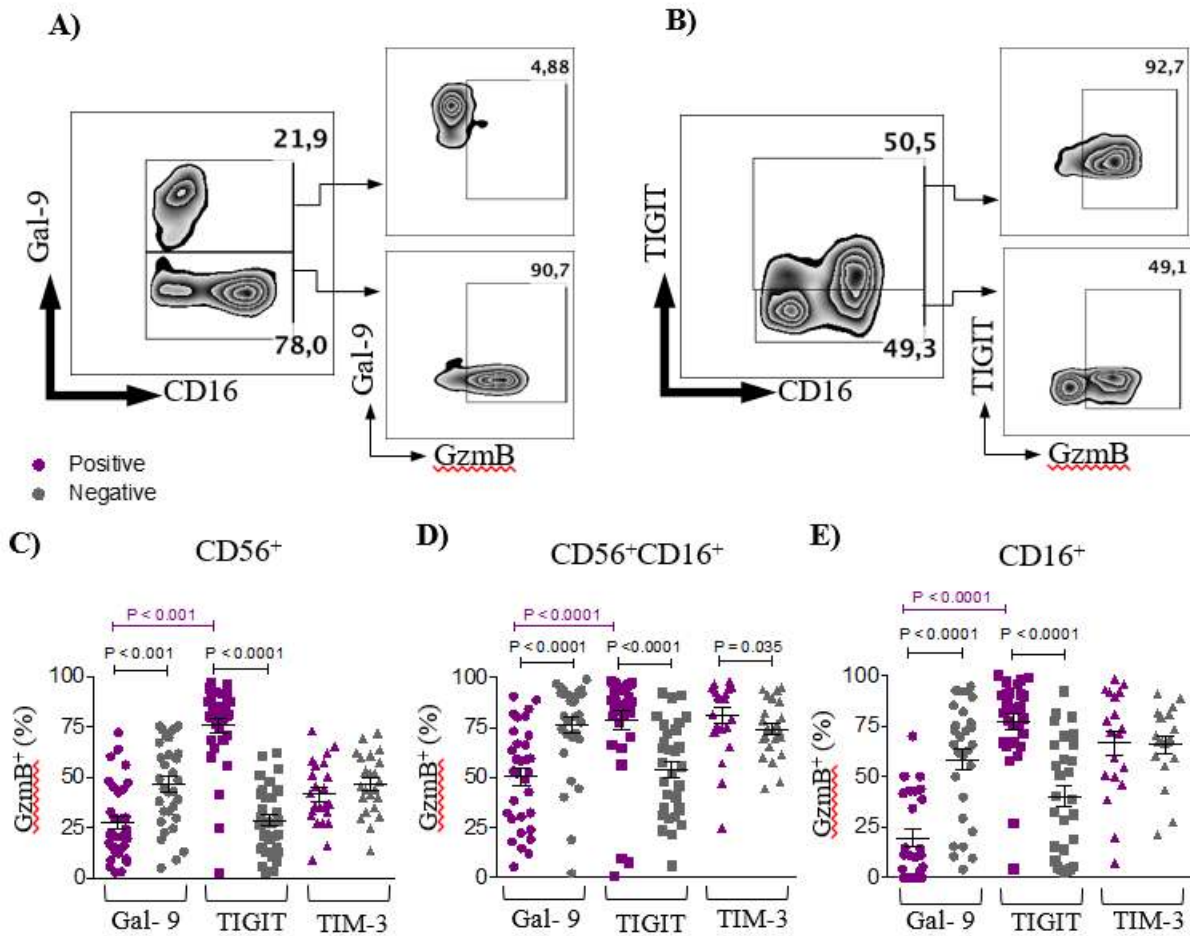 A)
B)
4,88
92,7
21,9
50,5
Gal-9
TIGIT
78,0
CD16
90,7
Gal-9
GzmB
49,3
CD16
49,1
TIGIT
GzmB
Positive
Negative
C)
CD56+
P < 0.001
P < 0.001
P < 0.0001
GzmB+ (%)
100
75
50
25
0
Gal- 9
TIGIT
TIM-3
D)
CD56+CD16+
P < 0.0001
P < 0.0001
P <0.0001
P = 0.035
GzmB+ (%)
100
75
50
25
0
Gal- 9
TIGIT
TIM-3
E)
CD16+
P < 0.0001
P < 0.0001
P < 0.0001
GzmB+ (%)
100
75
50
25
0
Gal- 9
TIGIT
TIM-3